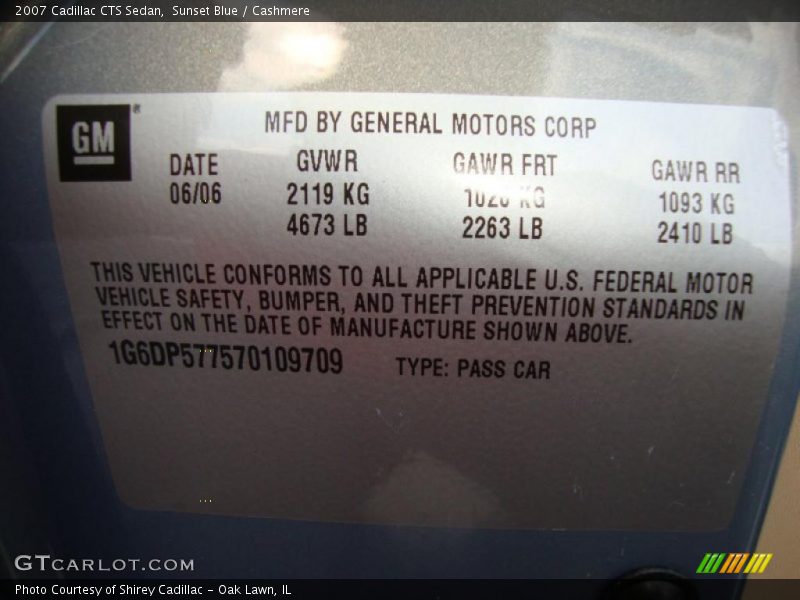 2007 Cadillac CTS Sedan, Sunset Blue / Cashmere
GM®
MFD BY GENERAL MOTORS CORP
DATE GVWR GAWR FRT GAWR RR
06/06 2119 KG KG 1093 KG
4673 LB 2263 LB 2410 LB
THIS VEHICLE CONFORMS TO ALL APPLICABLE U.S. FEDERAL MOTOR
VEHICLE SAFETY, BUMPER, AND THEFT PREVENTION STANDARDS IN
EFFECT ON THE DATE OF MANUFACTURE SHOWN ABOVE.
1G6DP577570109709 TYPE: PASS CAR
GTCARLOT.COM
Photo Courtesy of Shirey Cadillac - Oak Lawn, IL